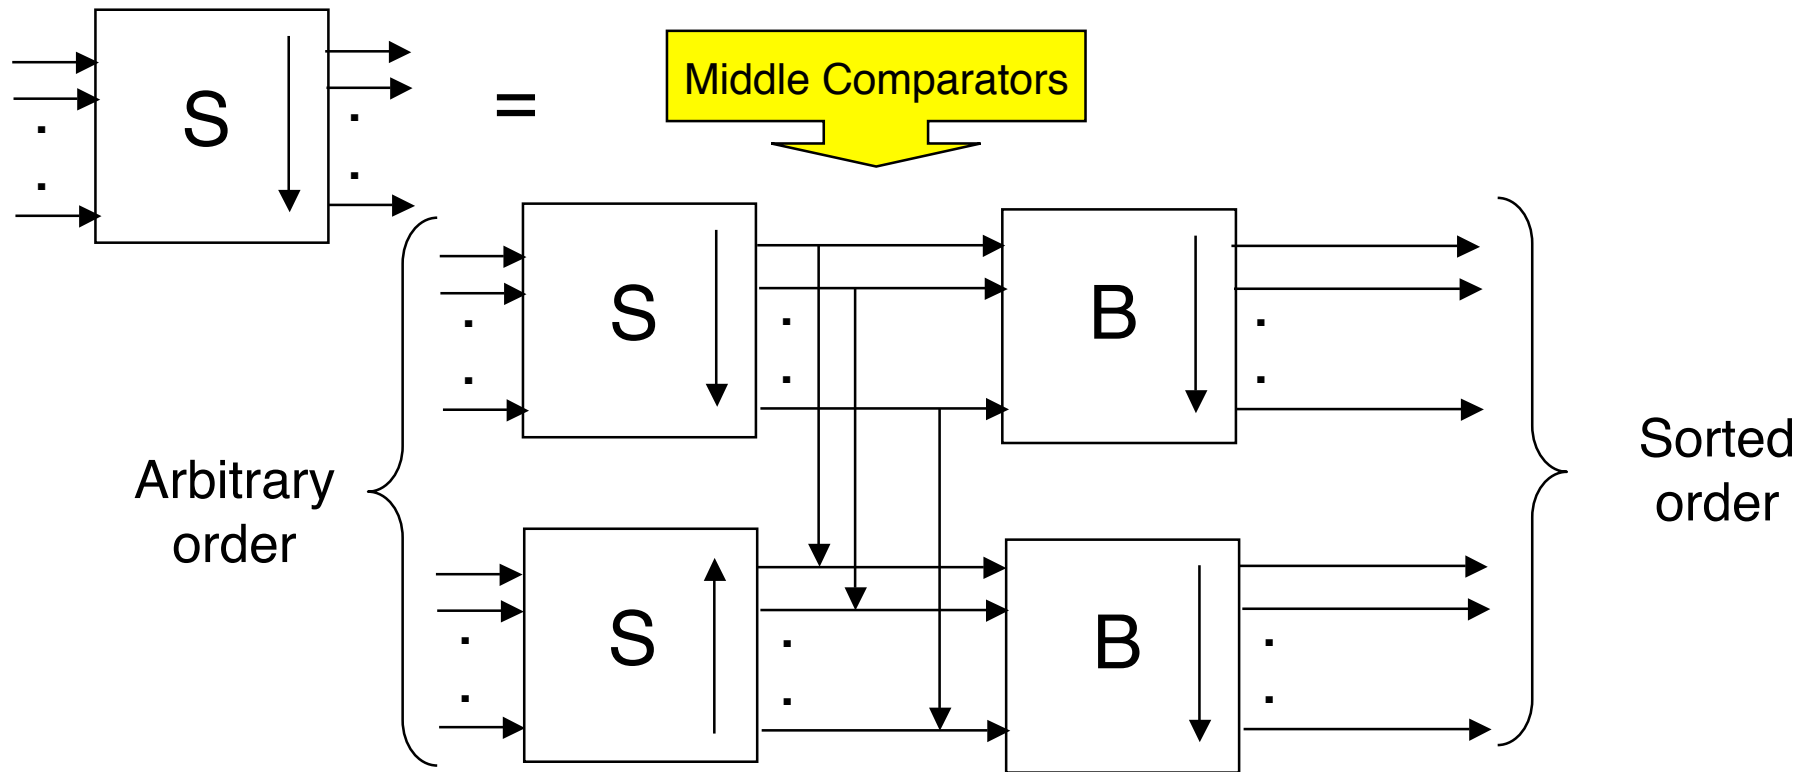 S
=
Middle Comparators
S
B
Arbitrary
order
Sorted
order
S
B